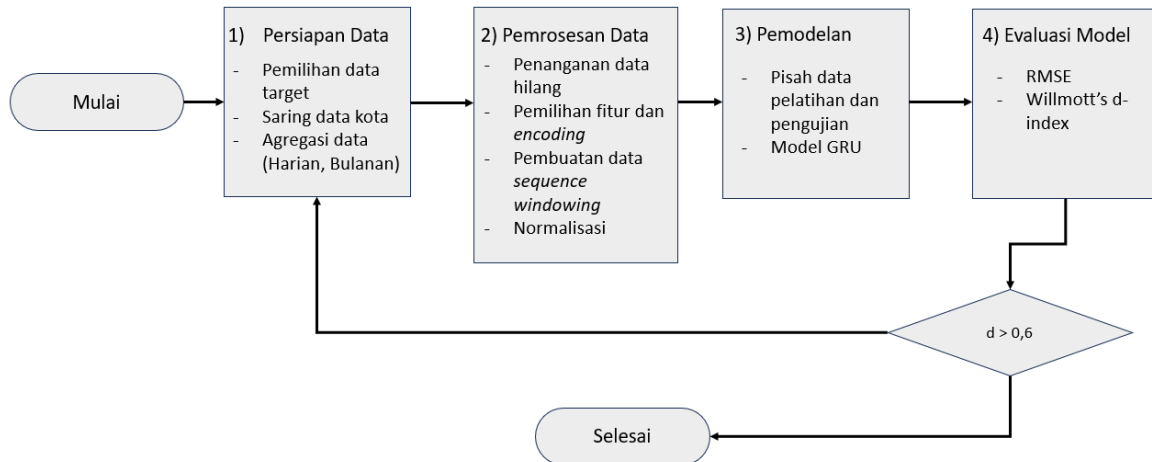 Mulai
1) Persiapan Data
- Pemilihan data
target
- Saring data kota
- Agregasi data
(Harian, Bulanan)
2) Pemrosesan Data
- Penanganan data
hilang
- Pemilihan fitur dan
encoding
- Pembuatan data
sequence
windowing
- Normalisasi
3) Pemodelan
- Pisah data
pelatihan dan
pengujian
- Model GRU
4) Evaluasi Model
- RMSE
- Willmott’s d-
index
d > 0,6
Selesai